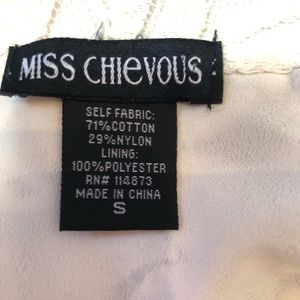 MISS CHIEVOUS
SELF FABRIC:
71%COTTON
29%NYLON
LINING:
100%POLYESTER
RN# 114873
MADE IN CHINA
S